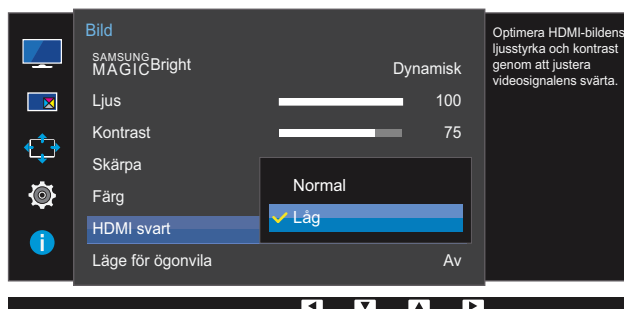 Bild
SAMSUNG MAGICBright Dynamisk
Ljus 100
Kontrast 75
Skärpa
Färg
HDMI svart
Normal
Låg
Läge för ögonvila Av
Optimera HDMI-bildens
ljusstyrka och kontrast
genom att justera
videosignalens svärta.